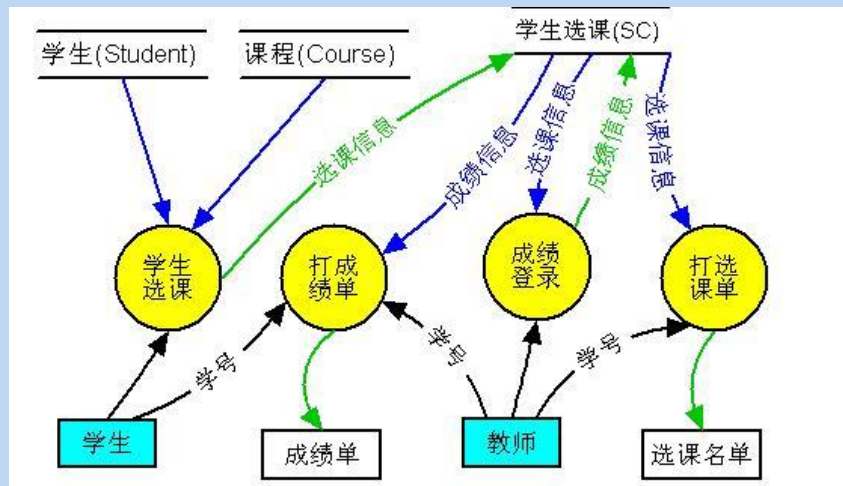 学生(Student)
课程(Course)
学生选课(SC)
选课信息
成绩信息
选课信息
成绩信息
选课信息
学生
选课
打成
绩单
成绩
登录
打选
课单
学号
学号
学号
学生
成绩单
教师
选课名单